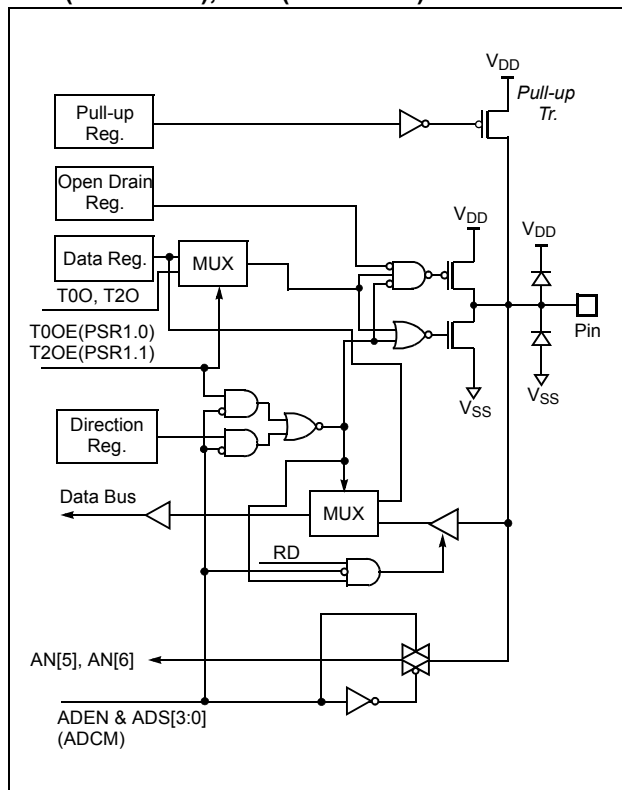 VDD
Pull-up
Tr.
Pull-up
Reg.
Open Drain
Reg.
VDD
VDD
Data Reg.
MUX
T0O, T2O
Pin
T0OE(PSR1.0)
T2OE(PSR1.1)
VSS
VSS
Direction
Reg.
Data Bus
MUX
RD
AN[5], AN[6]
ADEN & ADS[3:0]
(ADCM)